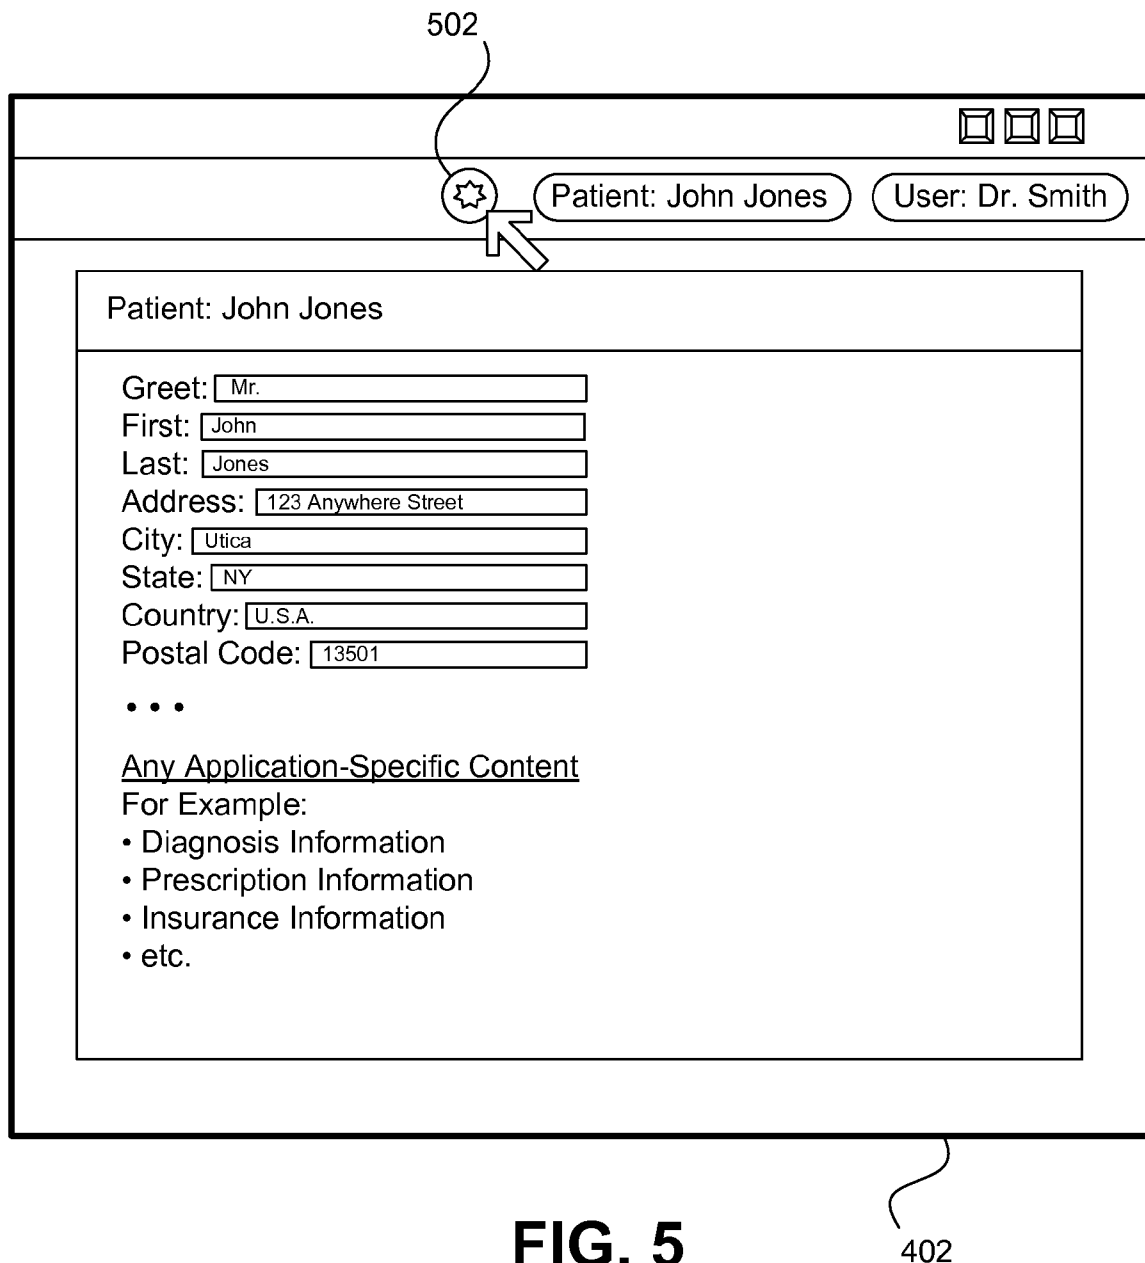 502
Patient: John Jones
User: Dr. Smith
Patient: John Jones
Greet: Mr.
First: John
Last: Jones
Address: 123 Anywhere Street
City: Utica
State: NY
Country: U.S.A.
Postal Code: 13501
• • •
Any Application-Specific Content
For Example:
• Diagnosis Information
• Prescription Information
• Insurance Information
• etc.
402
FIG. 5